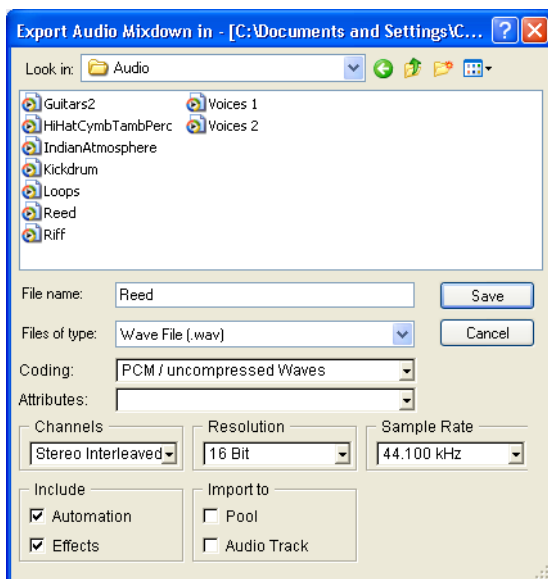 Export Audio Mixdown in - [C:\Documents and Settings\C...
Look in: Audio
Guitars2 Voices 1
HiHatCymbTambPerc Voices 2
IndianAtmosphere
Kickdrum
Loops
Reed
Riff
File name: Reed Save
Files of type: Wave File (.wav) Cancel
Coding: PCM / uncompressed Waves
Attributes:
Channels Resolution Sample Rate
Stereo Interleaved 16 Bit 44.100 kHz
Include Import to
Automation Pool
Effects Audio Track